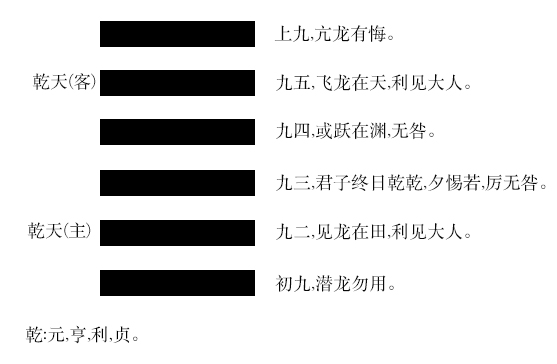 上九,亢龙有悔。
乾天(客)
九五,飞龙在天,利见大人。
九四,或跃在渊,无咎。
九三,君子终日乾乾,夕惕若,厉无咎。
乾天(主)
九二,见龙在田,利见大人。
初九,潜龙勿用。
乾:元,亨,利,贞。